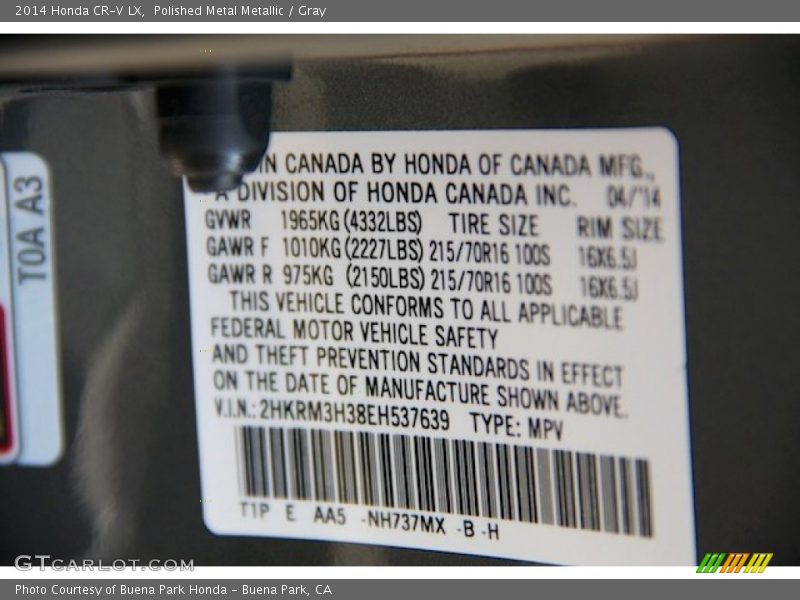 2014 Honda CR-V LX, Polished Metal Metallic / Gray
IN CANADA BY HONDA OF CANADA MFG.,
A DIVISION OF HONDA CANADA INC. 04/'14
GVWR 1965KG (4332LBS) TIRE SIZE RIM SIZE
GAWR F 1010KG (2227LBS) 215/70R16 100S 16X6.5J
GAWR R 975KG (2150LBS) 215/70R16 100S 16X6.5J
THIS VEHICLE CONFORMS TO ALL APPLICABLE
FEDERAL MOTOR VEHICLE SAFETY
AND THEFT PREVENTION STANDARDS IN EFFECT
ON THE DATE OF MANUFACTURE SHOWN ABOVE.
V.I.N.: 2HKRM3H38EH537639 TYPE: MPV
T1P E AA5 -NH737MX -B -H
T0A A3
GTCARLOT.COM
Photo Courtesy of Buena Park Honda - Buena Park, CA